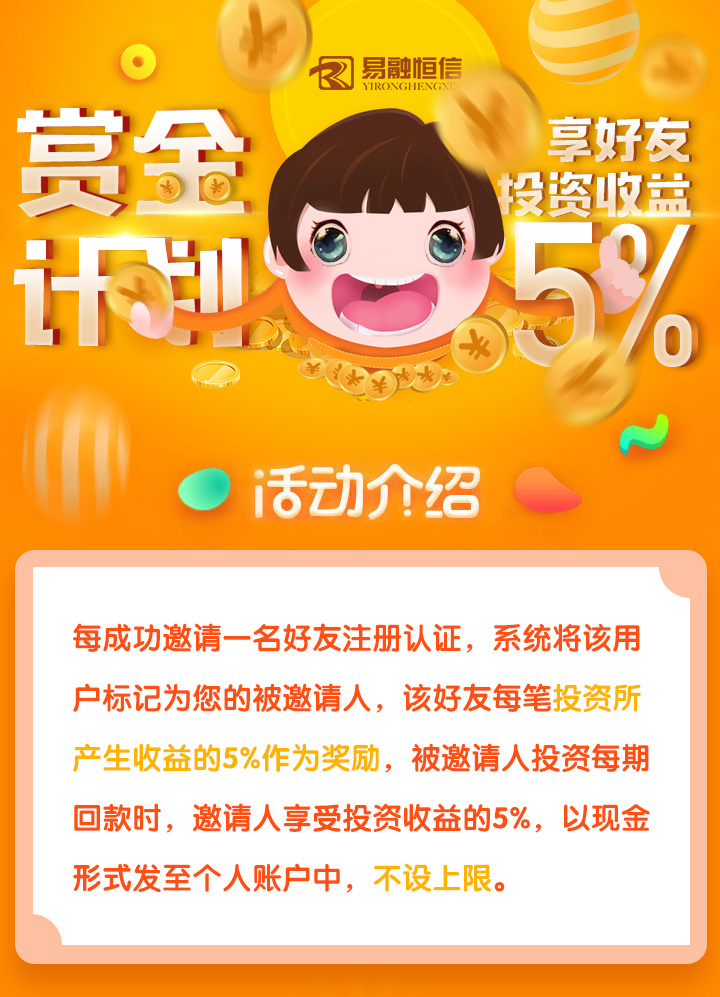 易融恒信
YIRONGHENGXIN
赏金
计划
享好友
投资收益
5%
活动介绍
每成功邀请一名好友注册认证，系统将该用
户标记为您的被邀请人，该好友每笔投资所
产生收益的5%作为奖励，被邀请人投资每期
回款时，邀请人享受投资收益的5%，以现金
形式发至个人账户中，不设上限。